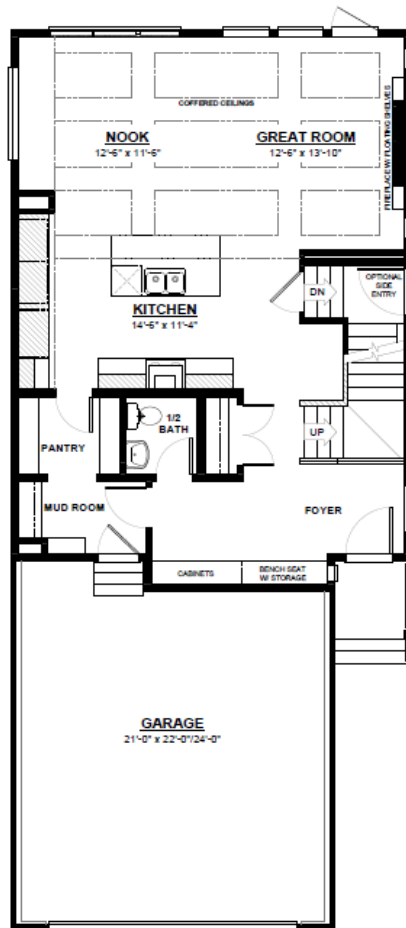 COFFERED CEILINGS
NOOK
12'-6" x 11'-6"
GREAT ROOM
12'-6" x 13'-10"
FIREPLACE W/ FLOATING SHELVES
KITCHEN
14'-6" x 11'-4"
DN
OPTIONAL
SIDE
ENTRY
1/2
BATH
PANTRY
UP
MUD ROOM
FOYER
CABINETS
BENCH SEAT
W/ STORAGE
GARAGE
21'-0" x 22'-0"/24'-0"